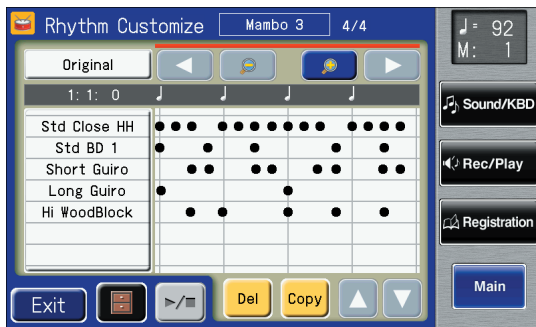 Rhythm Customize Mambo 3 4/4
♩= 92
M: 1
Original
1: 1: 0
Std Close HH
Std BD 1
Short Guiro
Long Guiro
Hi WoodBlock
Sound/KBD
Rec/Play
Registration
Main
Exit
Del
Copy